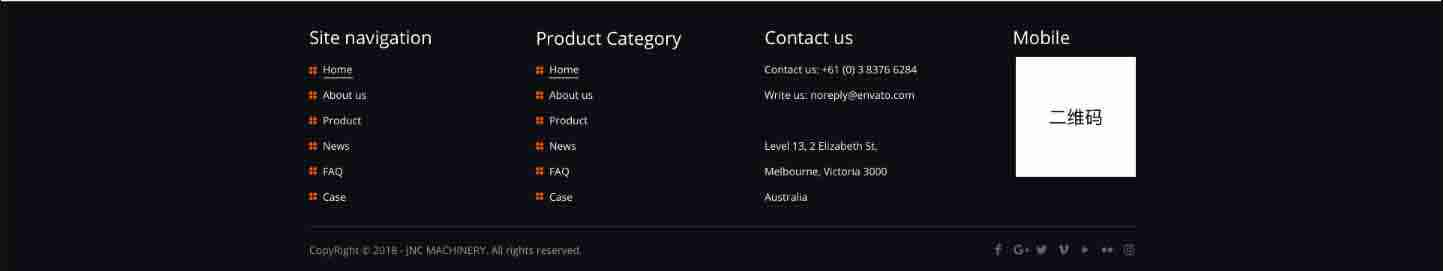 Site navigation
Home
About us
Product
News
FAQ
Case
Product Category
Home
About us
Product
News
FAQ
Case
Contact us
Contact us: +61 (0) 3 8376 6284
Write us: noreply@envato.com
Level 13, 2 Elizabeth St,
Melbourne, Victoria 3000
Australia
Mobile
二维码
CopyRight © 2018 - JNC MACHINERY. All rights reserved.